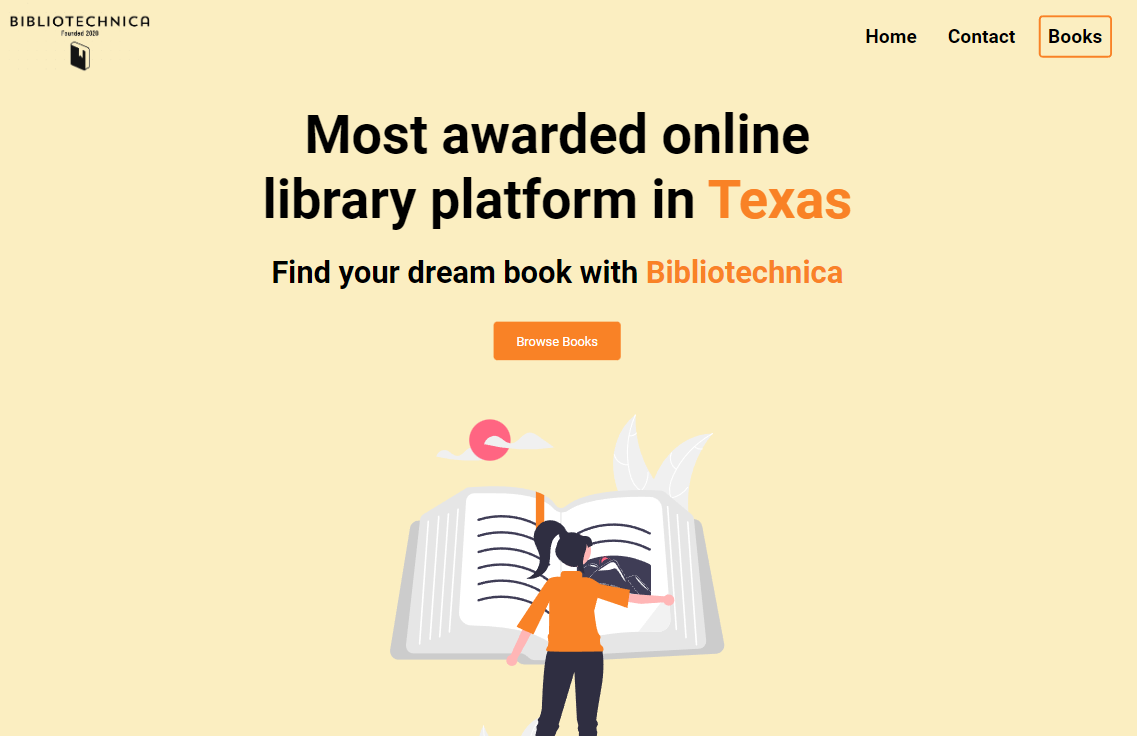 BIBLIOTECHNICA
Founded 2020
Home Contact Books
Most awarded online
library platform in Texas
Find your dream book with Bibliotechnica
Browse Books